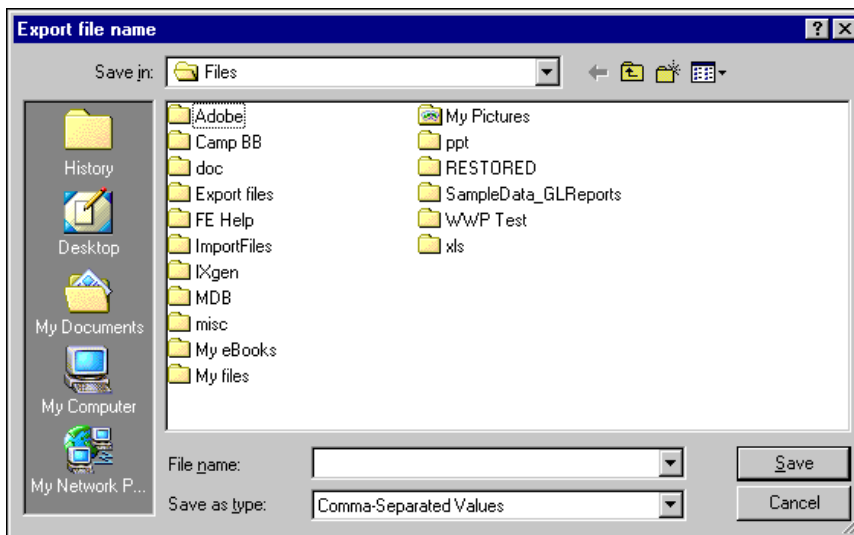 Export file name
Save in: Files
History
Desktop
My Documents
My Computer
My Network P...
Adobe
Camp BB
doc
Export files
FE Help
ImportFiles
IXgen
MDB
misc
My eBooks
My files
My Pictures
ppt
RESTORED
SampleData_GLReports
WWP Test
xls
File name:
Save
Save as type: Comma-Separated Values
Cancel